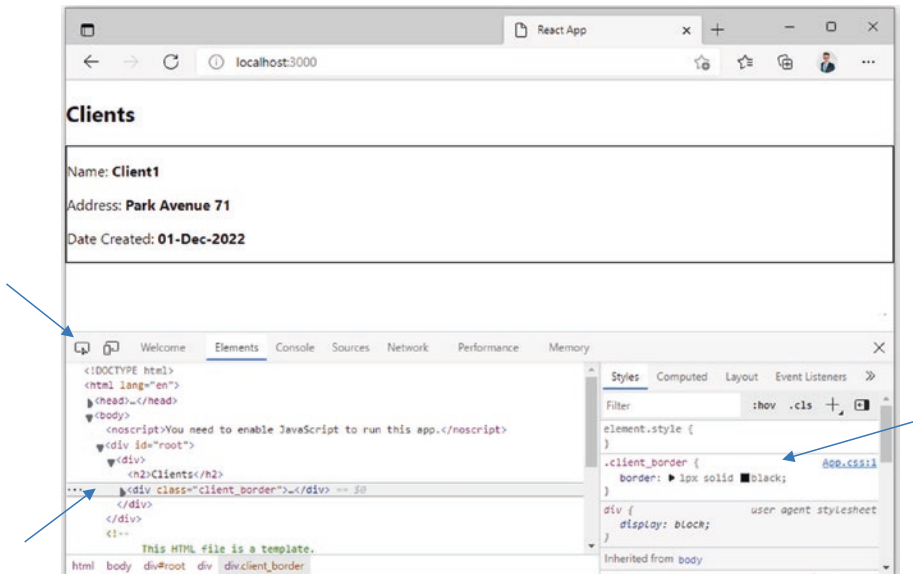 React App
localhost:3000
Clients
Name: Client1
Address: Park Avenue 71
Date Created: 01-Dec-2022
Welcome Elements Console Sources Network Performance Memory
<!DOCTYPE html>
<html lang="en">
<head>…</head>
<body>
<noscript>You need to enable JavaScript to run this app.</noscript>
<div id="root">
<div>
<h2>Clients</h2>
<div class="client_border">…</div> == $0
</div>
</div>
<!--
This HTML file is a template.
html body div#root div div.client_border
Styles Computed Layout Event Listeners
Filter :hov .cls
element.style {
}
.client_border { App.css:1
border: 1px solid black;
}
div { user agent stylesheet
display: block;
}
Inherited from body